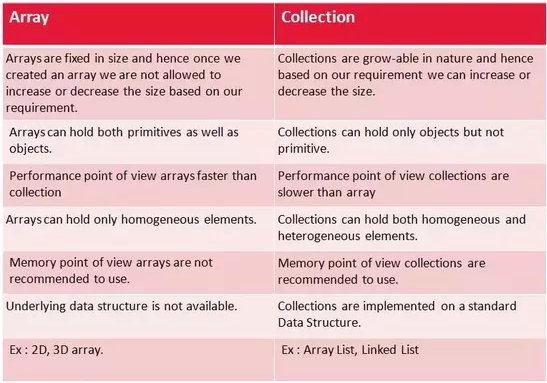 Array
Collection
Arrays are fixed in size and hence once we
created an array we are not allowed to
increase or decrease the size based on our
requirement.
Collections are grow-able in nature and hence
based on our requirement we can increase or
decrease the size.
Arrays can hold both primitives as well as
objects.
Collections can hold only objects but not
primitive.
Performance point of view arrays faster than
collection
Performance point of view collections are
slower than array
Arrays can hold only homogeneous elements.
Collections can hold both homogeneous and
heterogeneous elements.
Memory point of view arrays are not
recommended to use.
Memory point of view collections are
recommended to use.
Underlying data structure is not available.
Collections are implemented on a standard
Data Structure.
Ex : 2D, 3D array.
Ex : Array List, Linked List